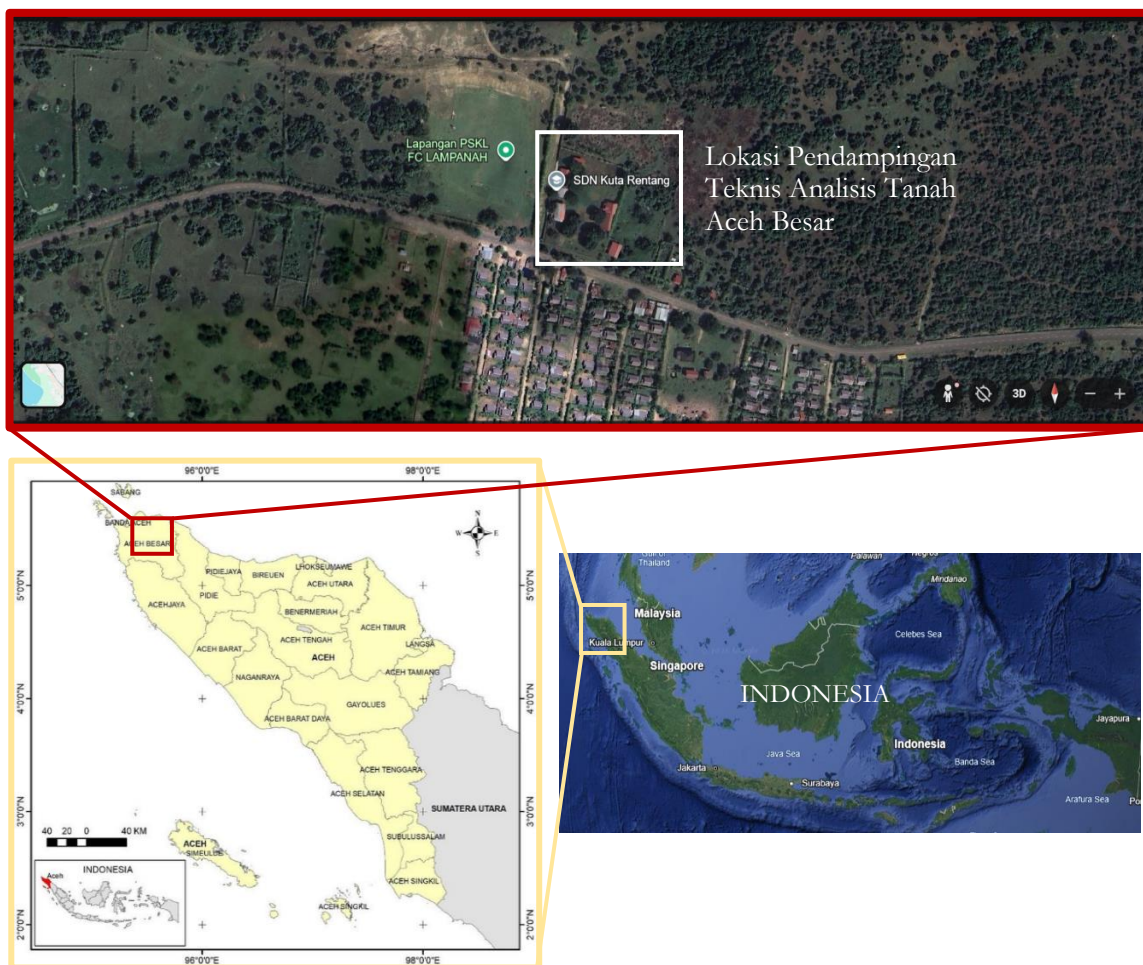 Lapangan PSKL
FC LAMPANAH
SDN Kuta Rentang
Lokasi Pendampingan
Teknis Analisis Tanah
Aceh Besar
3D
96°0'0"E
98°0'0"E
SABANG
BANDA ACEH
ACEH BESAR
N
W
E
S
5°0'0"N
PIDIEJAYA
PIDIE
BIREUEN
LHOKSEUMAWE
ACEH UTARA
ACEHJAYA
BENERMERIAH
ACEH TIMUR
ACEH BARAT
ACEH TENGAH
ACEH
LANGSA
ACEH TAMIANG
NAGANRAYA
4°0'0"N
GAYOLUES
ACEH BARAT DAYA
ACEH TENGGARA
ACEH SELATAN
SUMATERA UTARA
3°0'0"N
40 20 0 40 KM
SUBULUSSALAM
ACEH
SIMEULUE
ACEH SINGKIL
INDONESIA
Aceh
ACEH SINGKIL
2°0'0"N
96°0'0"E
98°0'0"E
Gulf of
Thailand
Palawan
Negros
Mindanao
Malaysia
Kuala Lumpur
Celebes Sea
Singapore
INDONESIA
Jayapura
Indonesia
Java Sea
Banda Sea
Jakarta
Surabaya
Arafura Sea